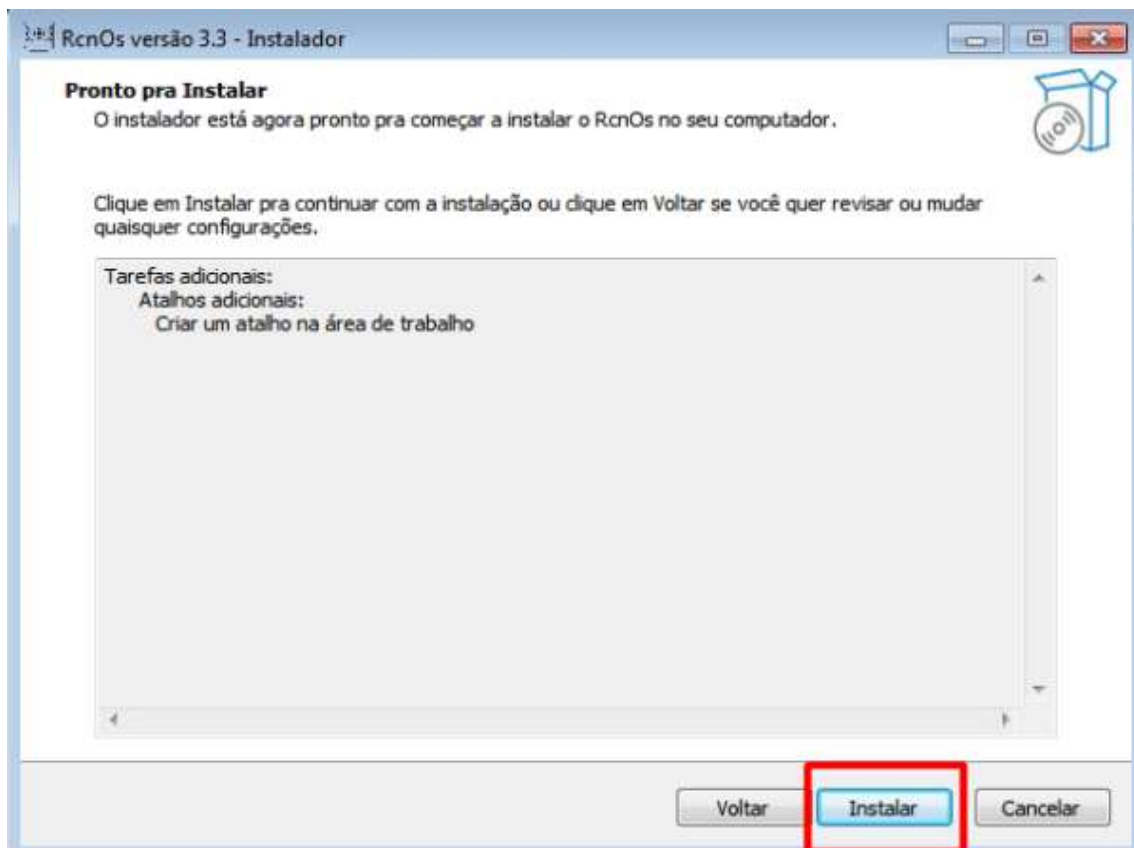 RcnOs versão 3.3 - Instalador
Pronto pra Instalar
O instalador está agora pronto pra começar a instalar o RcnOs no seu computador.
Clique em Instalar pra continuar com a instalação ou clique em Voltar se você quer revisar ou mudar
quaisquer configurações.
Tarefas adicionais:
Atalhos adicionais:
Criar um atalho na área de trabalho
Voltar
Instalar
Cancelar